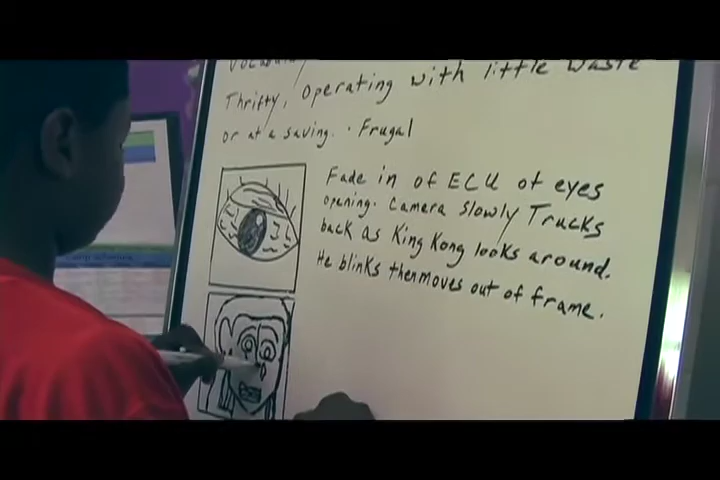 Vocabulary
Thrifty, operating with little waste
or at a saving. · Frugal
Fade in of ECU of eyes
opening. Camera slowly Trucks
back as King Kong looks around.
He blinks then moves out of frame.